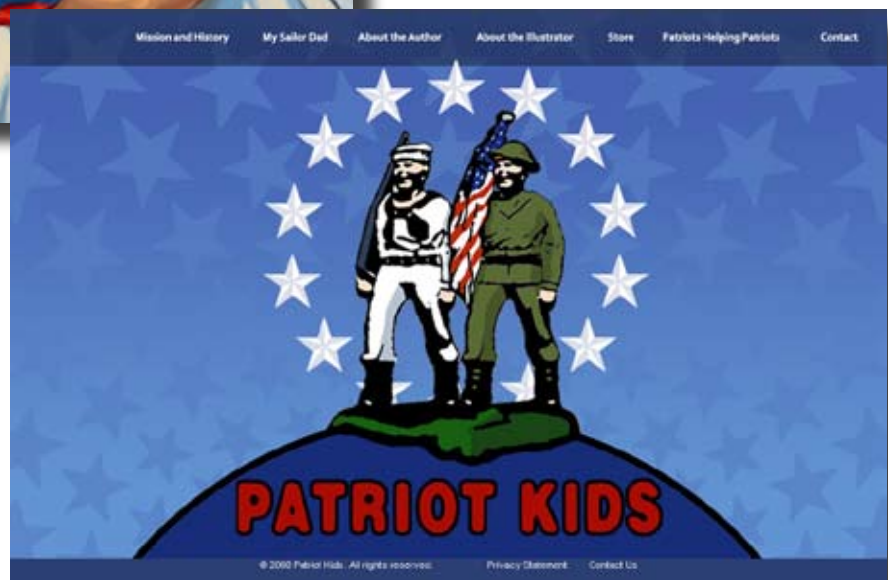 Mission and History My Sailor Dad About the Author About the Illustrator Store Patriots Helping Patriots Contact
PATRIOT KIDS
© 2008 Patriot Kids. All rights reserved. Privacy Statement Contact Us